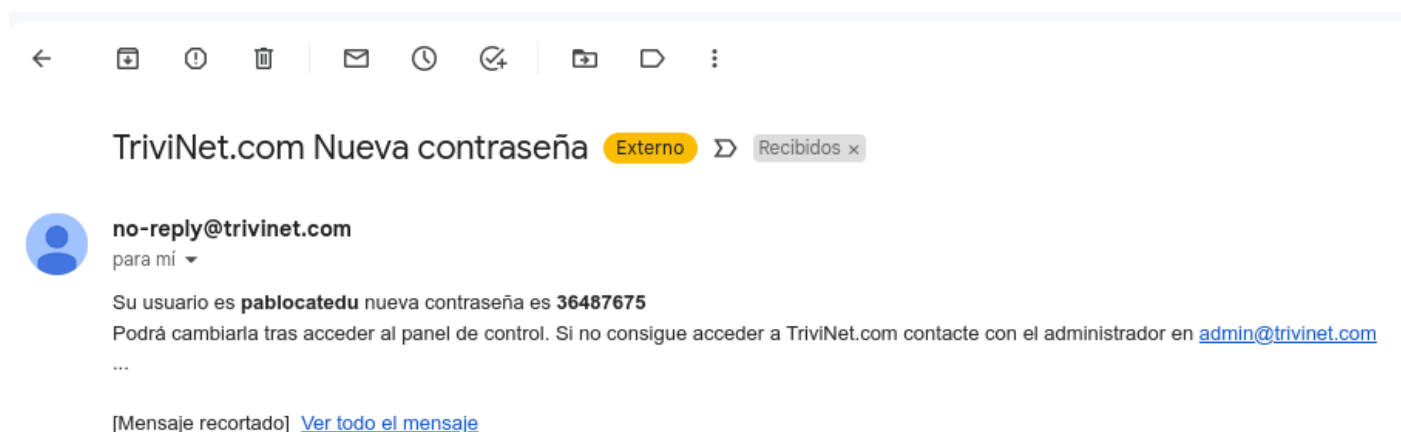 TriviNet.com Nueva contraseña Externo Recibidos ×
no-reply@trivinet.com
para mí
Su usuario es pablocatedu nueva contraseña es 36487675
Podrá cambiarla tras acceder al panel de control. Si no consigue acceder a TriviNet.com contacte con el administrador en admin@trivinet.com
...
[Mensaje recortado] Ver todo el mensaje